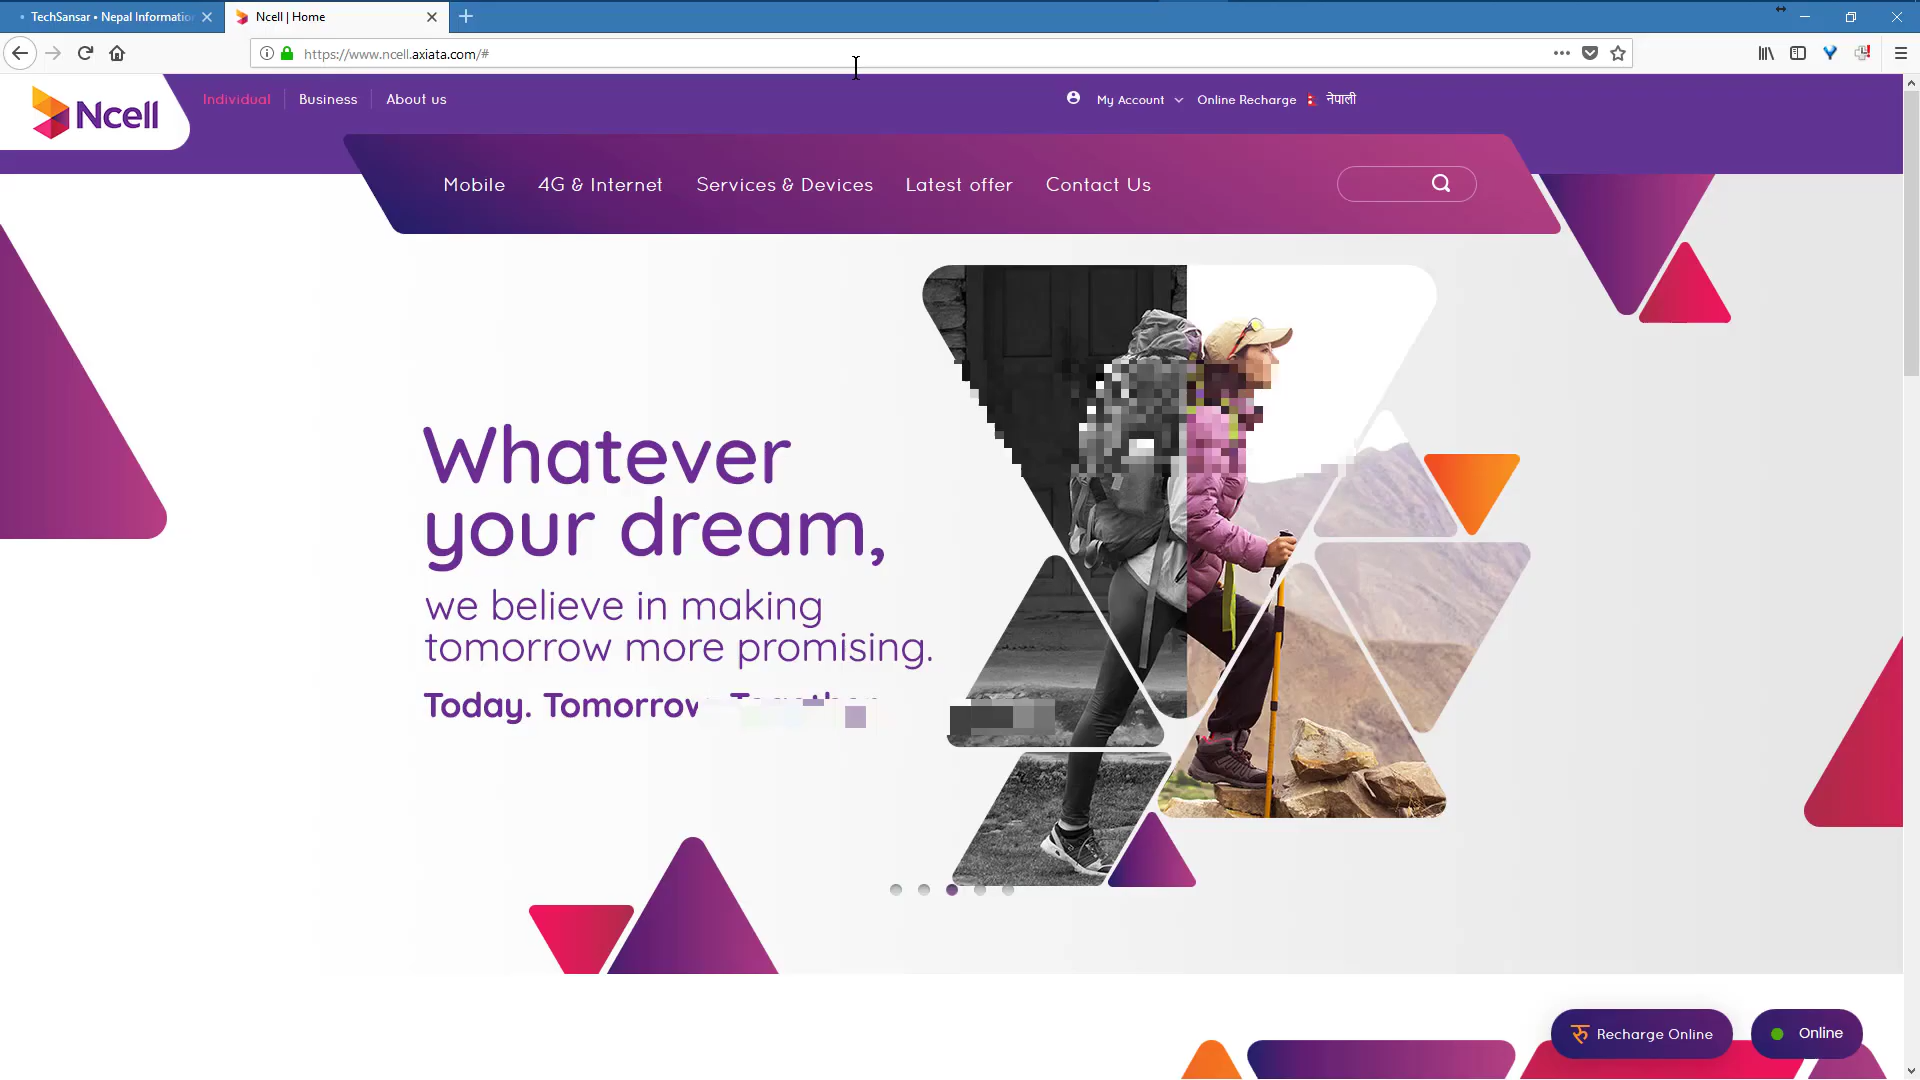 TechSansar • Nepal Informatio
Ncell | Home
https://www.ncell.axiata.com/#
Ncell
Individual
Business
About us
My Account
Online Recharge
नेपाली
Mobile
4G & Internet
Services & Devices
Latest offer
Contact Us
Whatever
your dream,
we believe in making
tomorrow more promising.
Today. Tomorrow. Together.
रु Recharge Online
Online